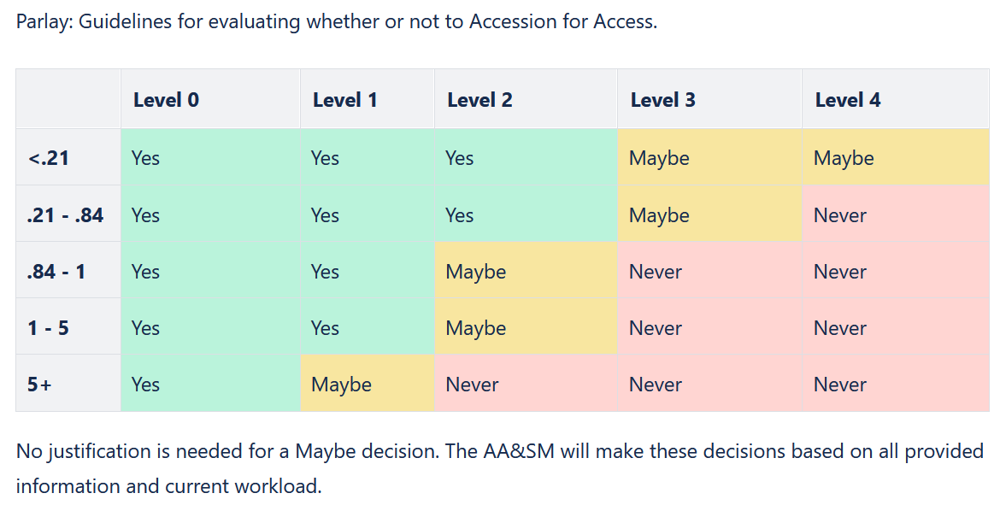 Parlay: Guidelines for evaluating whether or not to Accession for Access.
Level 0 Level 1 Level 2 Level 3 Level 4
<.21 Yes Yes Yes Maybe Maybe
.21 - .84 Yes Yes Yes Maybe Never
.84 - 1 Yes Yes Maybe Never Never
1 - 5 Yes Yes Maybe Never Never
5+ Yes Maybe Never Never Never
No justification is needed for a Maybe decision. The AA&SM will make these decisions based on all provided
information and current workload.